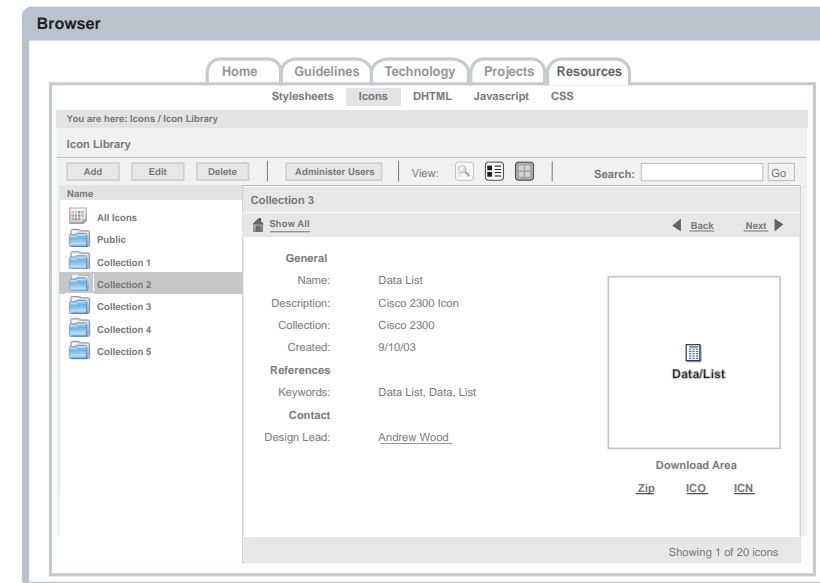 Browser
Home Guidelines Technology Projects Resources
Stylesheets Icons DHTML Javascript CSS
You are here: Icons / Icon Library
Icon Library
Add Edit Delete Administer Users View: Search: Go
Name
All Icons
Public
Collection 1
Collection 2
Collection 3
Collection 4
Collection 5
Collection 3
Show All Back Next
General
Name: Data List
Description: Cisco 2300 Icon
Collection: Cisco 2300
Created: 9/10/03
References
Keywords: Data List, Data, List
Contact
Design Lead: Andrew Wood
Data/List
Download Area
Zip ICO ICN
Showing 1 of 20 icons